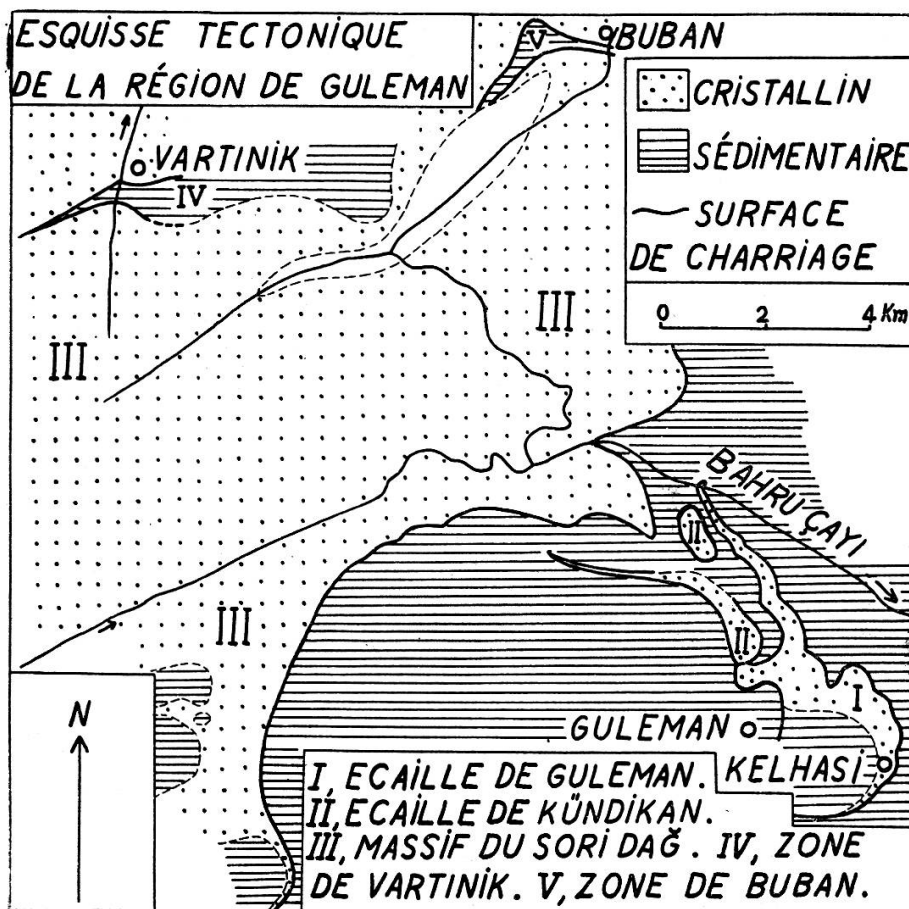 ESQUISSE TECTONIQUE
DE LA RÉGION DE GULEMAN
V
BUBAN
CRISTALLIN
SÉDIMENTAIRE
SURFACE
DE CHARRIAGE
0 2 4 Km
VARTINIK
IV
III
III
BAHRU ÇAYI
II
III
II
I
N
GULEMAN
KELHASİ
I, ECAILLE DE GULEMAN.
II, ECAILLE DE KÜNDIKAN.
III, MASSIF DU SORI DAĞ. IV, ZONE
DE VARTINIK. V, ZONE DE BUBAN.